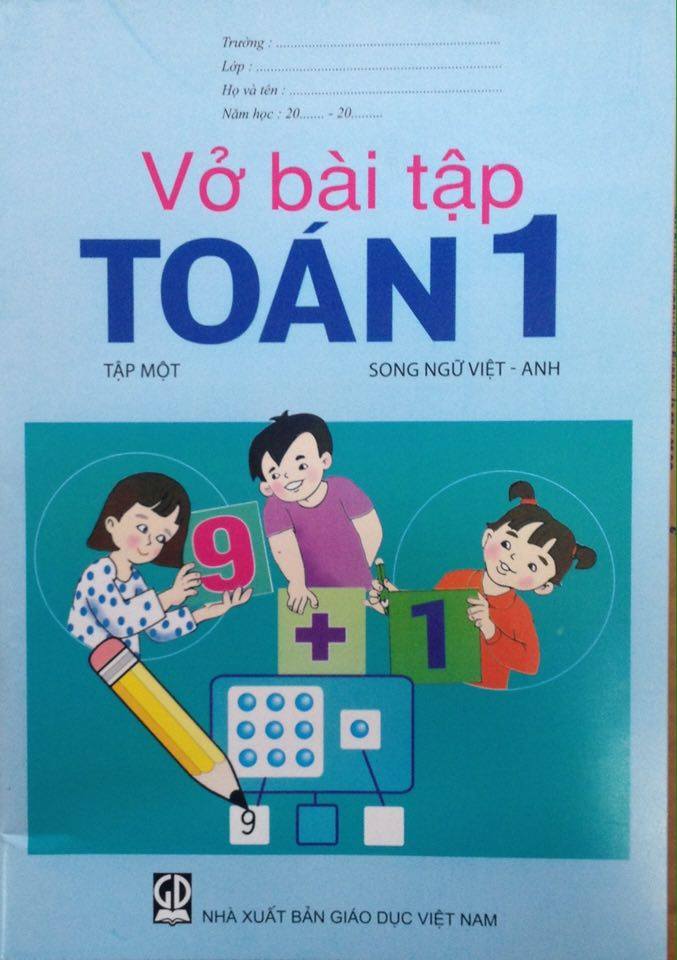 Trường : ..........................................................
Lớp : ................................................................
Họ và tên : .......................................................
Năm học : 20....... - 20.........
Vở bài tập
TOÁN 1
TẬP MỘT SONG NGỮ VIỆT - ANH
9
+
1
9
GD
NHÀ XUẤT BẢN GIÁO DỤC VIỆT NAM